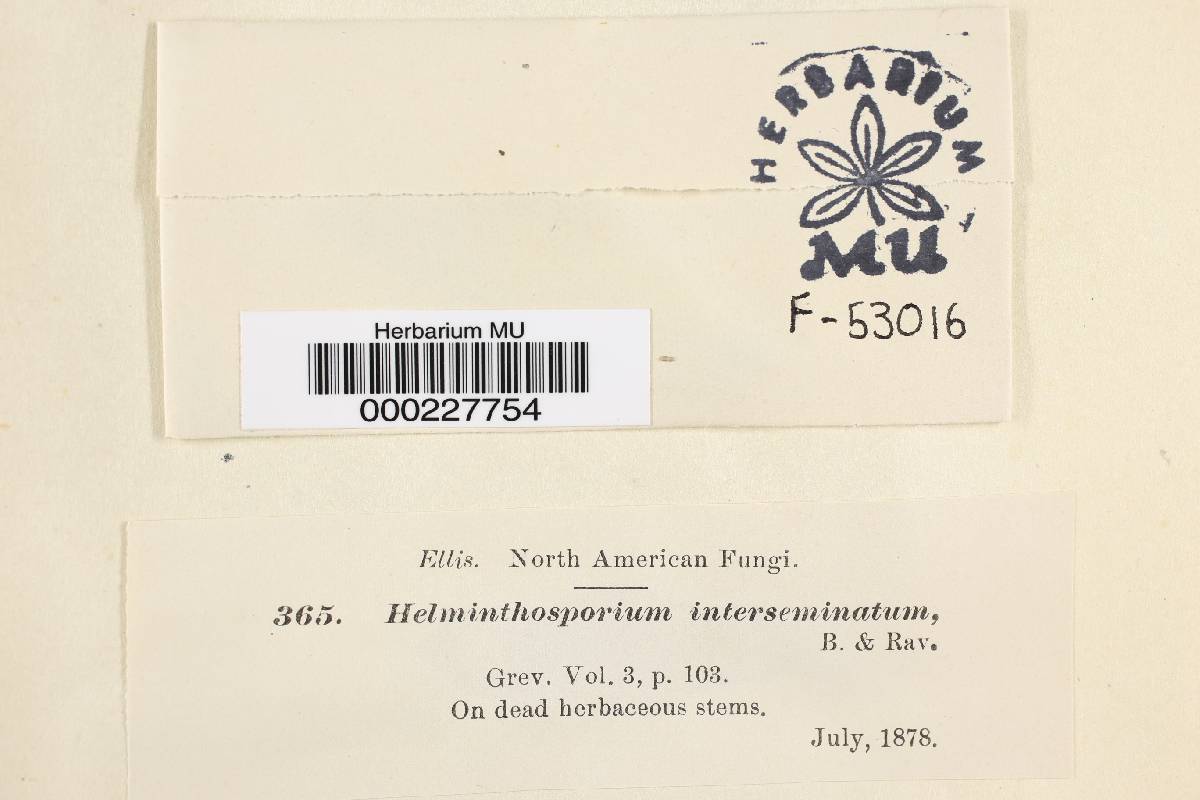 HERBARIUM
MU
F-53016
Herbarium MU
000227754
Ellis. North American Fungi.
365. Helminthosporium interseminatum,
B. & Rav.
Grev. Vol. 3, p. 103.
On dead herbaceous stems.
July, 1878.